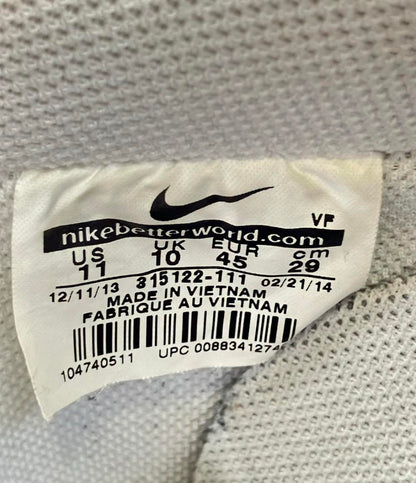 VF
nikebetterworld.com
US UK EUR cm
11 10 45 29
12/11/13 315122-111 02/21/14
MADE IN VIETNAM
FABRIQUE AU VIETNAM
104740511 UPC 0088341274